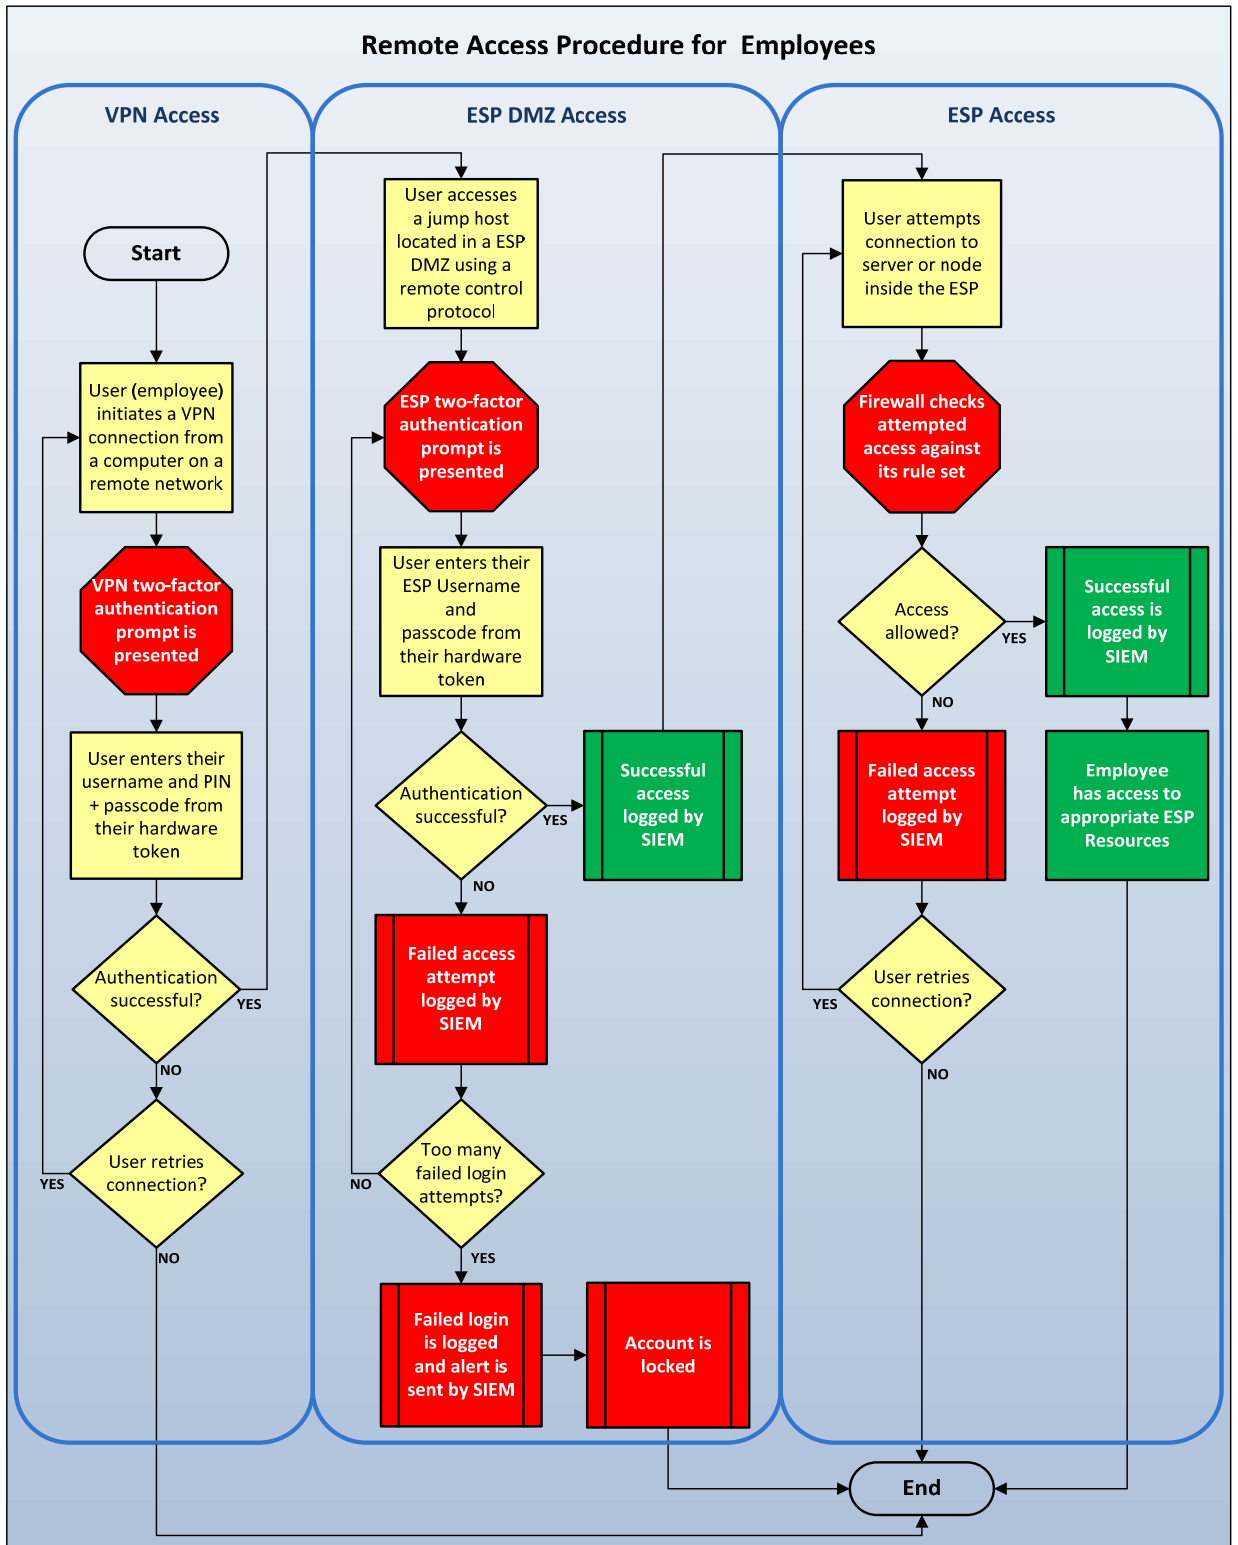 Remote Access Procedure for Employees
VPN Access
Start
User (employee)
initiates a VPN
connection from
a computer on a
remote network
VPN two-factor
authentication
prompt is
presented
User enters their
username and PIN
+ passcode from
their hardware
token
Authentication
successful?
YES
NO
User retries
connection?
YES
NO
ESP DMZ Access
User accesses
a jump host
located in a ESP
DMZ using a
remote control
protocol
ESP two-factor
authentication
prompt is
presented
User enters their
ESP Username
and
passcode from
their hardware
token
Authentication
successful?
YES
NO
Successful
access
logged by
SIEM
Failed access
attempt
logged by
SIEM
Too many
failed login
attempts?
NO
YES
Failed login
is logged
and alert is
sent by SIEM
Account is
locked
ESP Access
User attempts
connection to
server or node
inside the ESP
Firewall checks
attempted
access against
its rule set
Access
allowed?
YES
NO
Successful
access is
logged by
SIEM
Failed access
attempt
logged by
SIEM
Employee
has access to
appropriate ESP
Resources
User retries
connection?
YES
NO
End